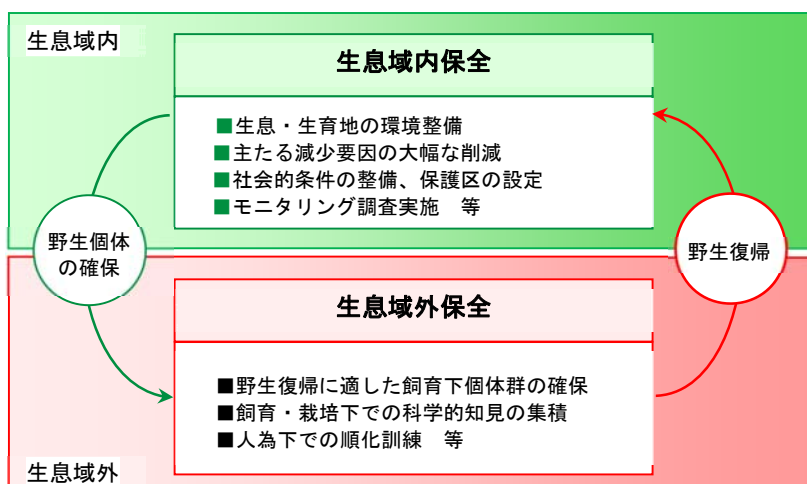 生息域内
生息域内保全
■生息・生育地の環境整備
■主たる減少要因の大幅な削減
■社会的条件の整備、保護区の設定
■モニタリング調査実施　等
野生個体
の確保
野生復帰
生息域外保全
■野生復帰に適した飼育下個体群の確保
■飼育・栽培下での科学的知見の集積
■人為下での順化訓練　等
生息域外